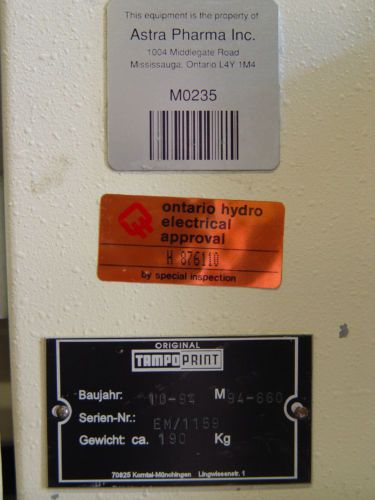 This equipment is the property of
Astra Pharma Inc.
1004 Middlegate Road
Mississauga, Ontario L4Y 1M4
M0235
ontario hydro
electrical
approval
H 876110
by special inspection
ORIGINAL
TAMPOPRINT
Baujahr: 10-94 M 94-660
Serien-Nr.: EM/1159
Gewicht: ca. 190 Kg
70825 Korntal-Münchingen Lingwiesenstr. 1